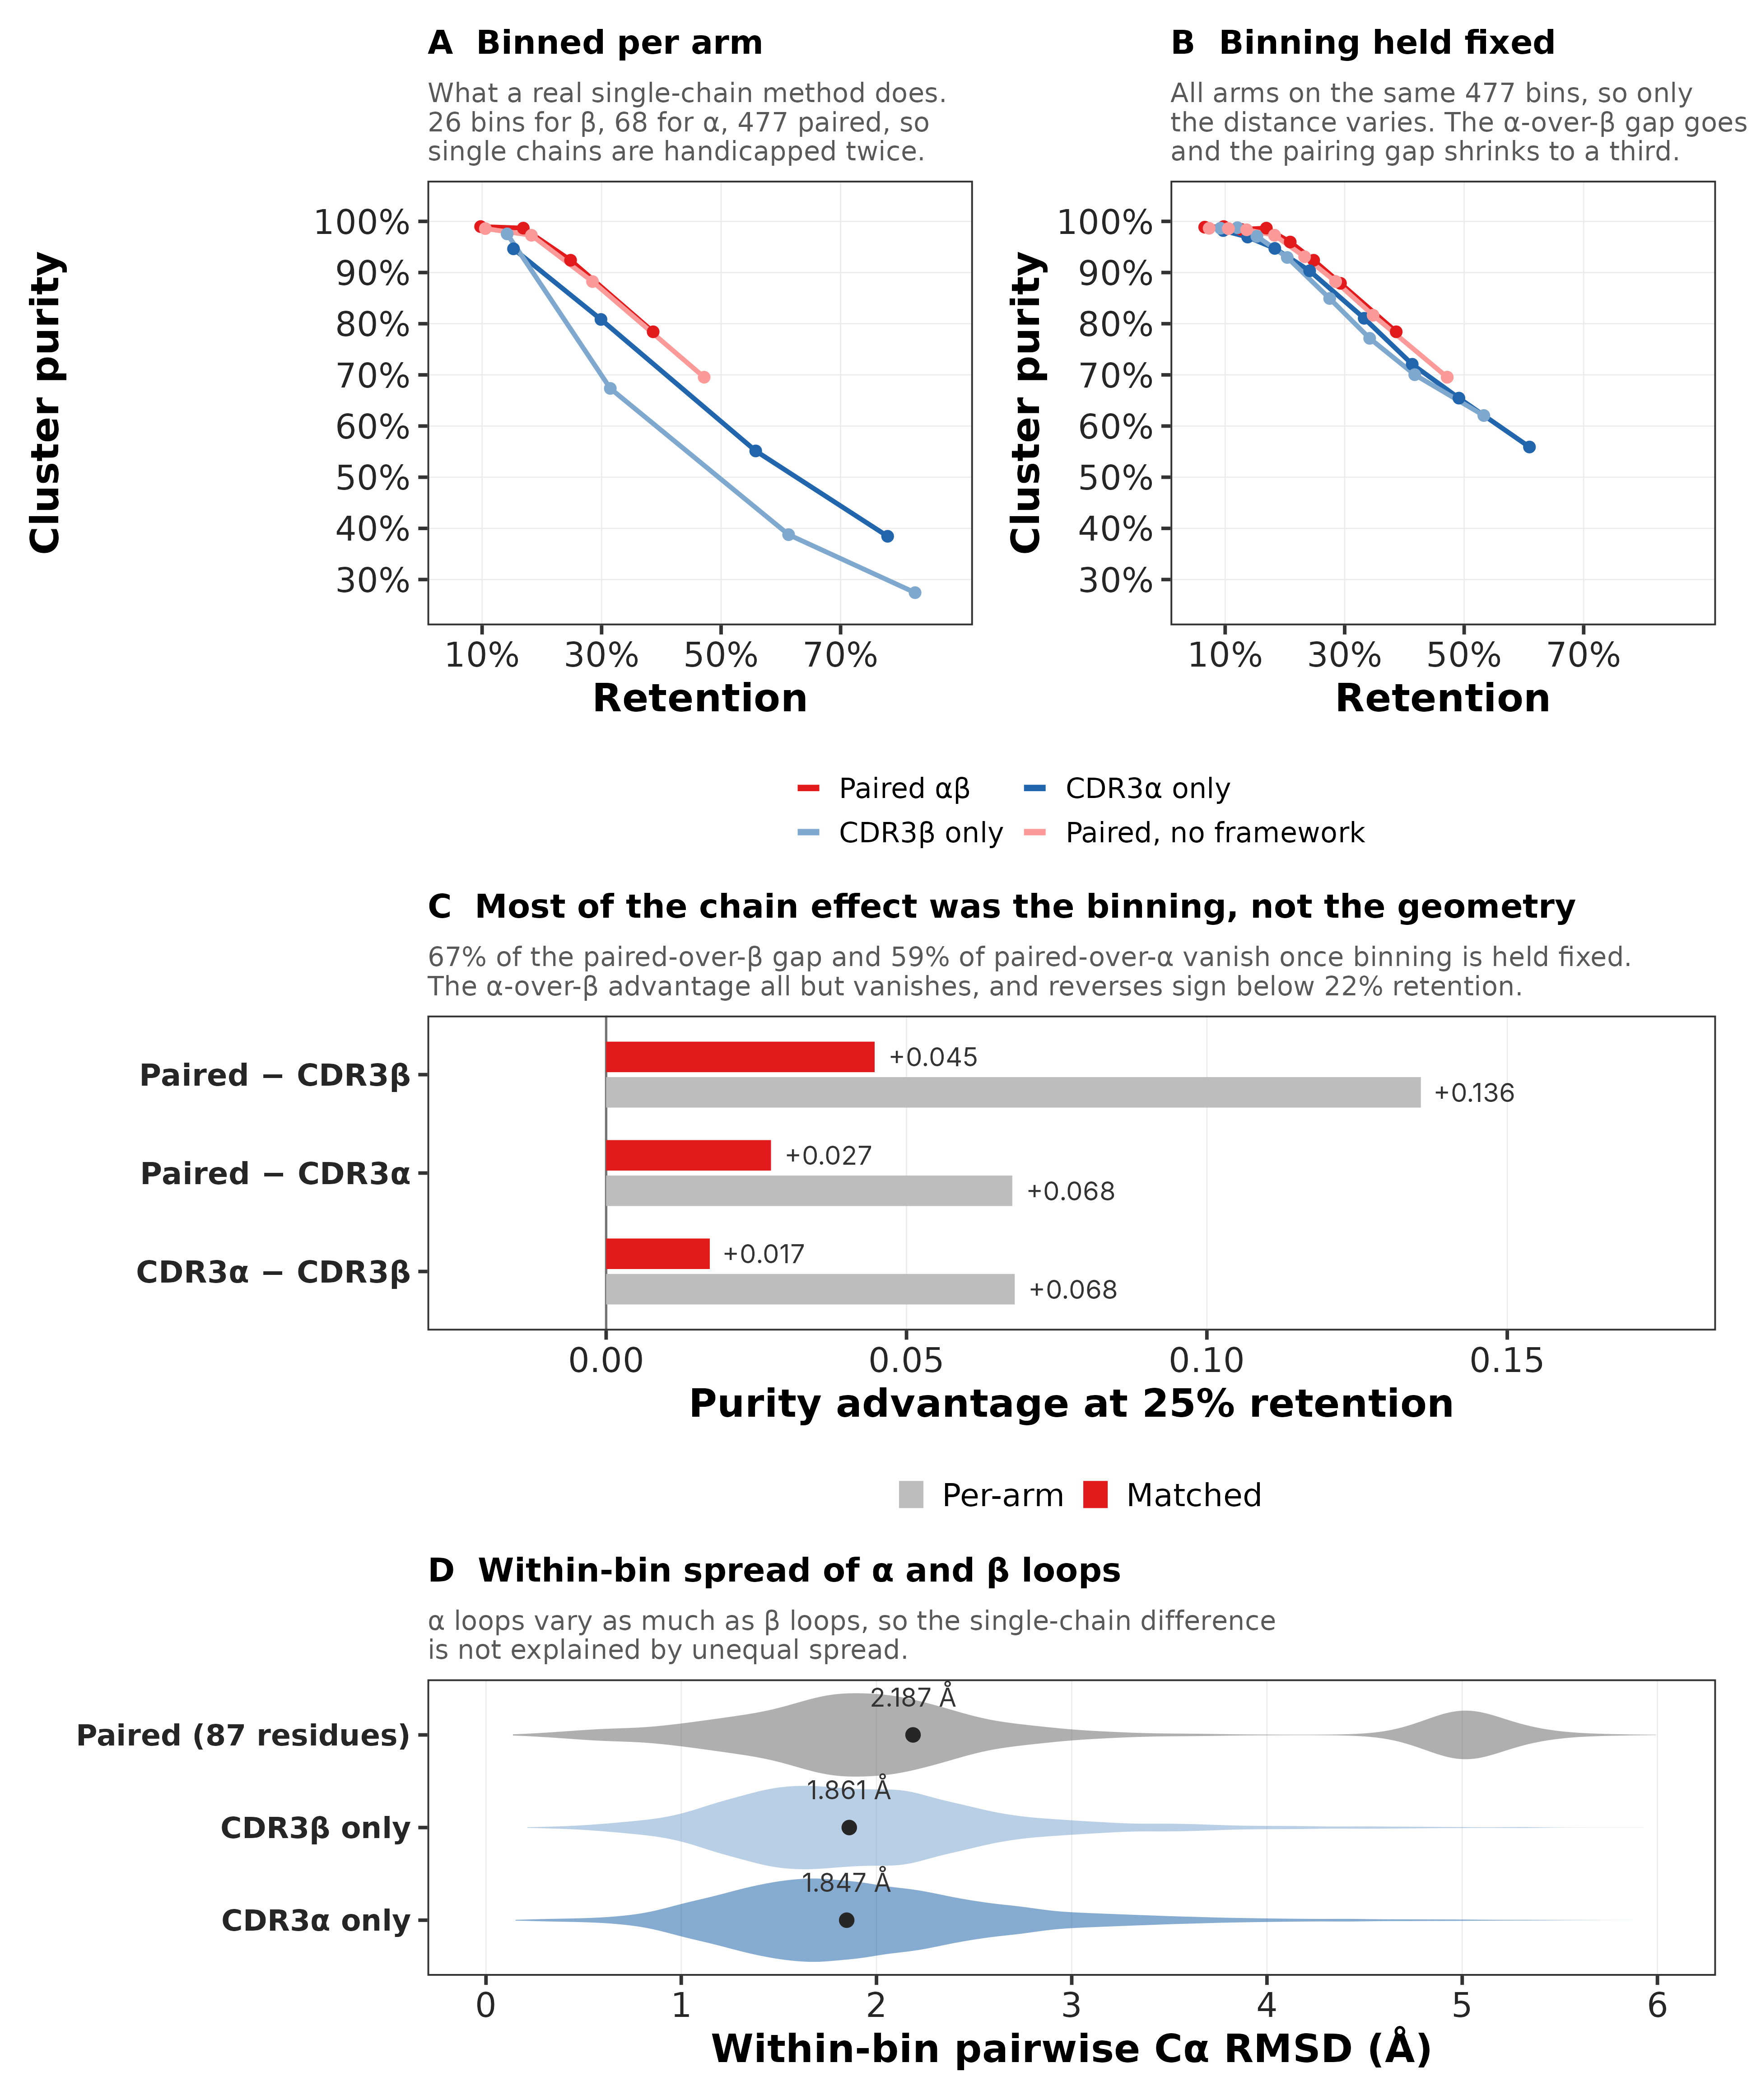 A Binned per arm
What a real single-chain method does.
26 bins for β, 68 for α, 477 paired, so
single chains are handicapped twice.
Cluster purity
100%
90%
80%
70%
60%
50%
40%
30%
10% 30% 50% 70%
Retention
B Binning held fixed
All arms on the same 477 bins, so only
the distance varies. The α-over-β gap goes
and the pairing gap shrinks to a third.
Cluster purity
100%
90%
80%
70%
60%
50%
40%
30%
10% 30% 50% 70%
Retention
Paired αβ
CDR3α only
CDR3β only
Paired, no framework
C Most of the chain effect was the binning, not the geometry
67% of the paired-over-β gap and 59% of paired-over-α vanish once binning is held fixed.
The α-over-β advantage all but vanishes, and reverses sign below 22% retention.
Paired − CDR3β
+0.045
+0.136
Paired − CDR3α
+0.027
+0.068
CDR3α − CDR3β
+0.017
+0.068
0.00 0.05 0.10 0.15
Purity advantage at 25% retention
Per-arm Matched
D Within-bin spread of α and β loops
α loops vary as much as β loops, so the single-chain difference
is not explained by unequal spread.
Paired (87 residues)
2.187 Å
CDR3β only
1.861 Å
CDR3α only
1.847 Å
0 1 2 3 4 5 6
Within-bin pairwise Cα RMSD (Å)